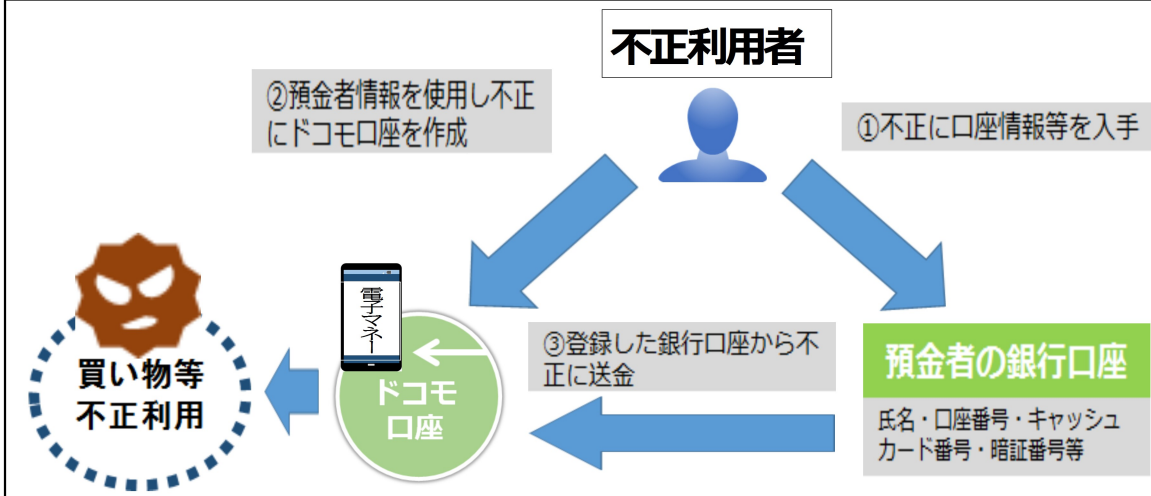 不正利用者
②預金者情報を使用し不正
にドコモ口座を作成
①不正に口座情報等を入手
電子マネー
買い物等
不正利用
ドコモ
口座
③登録した銀行口座から不
正に送金
預金者の銀行口座
氏名・口座番号・キャッシュ
カード番号・暗証番号等